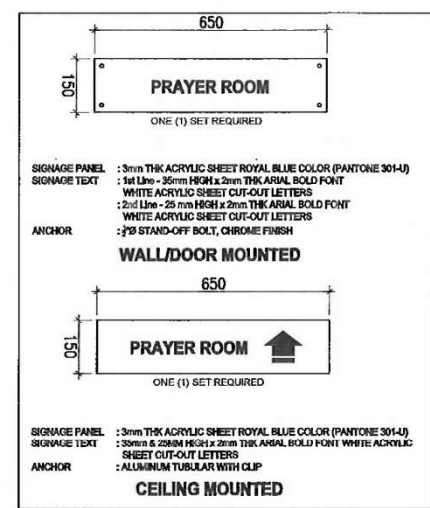 650
150
PRAYER ROOM
ONE (1) SET REQUIRED
SIGNAGE PANEL : 3mm THK ACRYLIC SHEET ROYAL BLUE COLOR (PANTONE 301-U)
SIGNAGE TEXT : 1st Line - 35mm HIGH x 2mm THK ARIAL BOLD FONT
WHITE ACRYLIC SHEET CUT-OUT LETTERS
: 2nd Line - 25 mm HIGH x 2mm THK ARIAL BOLD FONT
WHITE ACRYLIC SHEET CUT-OUT LETTERS
ANCHOR : STAND-OFF BOLT, CHROME FINISH
WALL/DOOR MOUNTED
650
150
PRAYER ROOM
ONE (1) SET REQUIRED
SIGNAGE PANEL : 3mm THK ACRYLIC SHEET ROYAL BLUE COLOR (PANTONE 301-U)
SIGNAGE TEXT : 35mm & 25MM HIGH x 2mm THK ARIAL BOLD FONT WHITE ACRYLIC
SHEET CUT-OUT LETTERS
ANCHOR : ALUMINUM TUBULAR WITH CLIP
CEILING MOUNTED